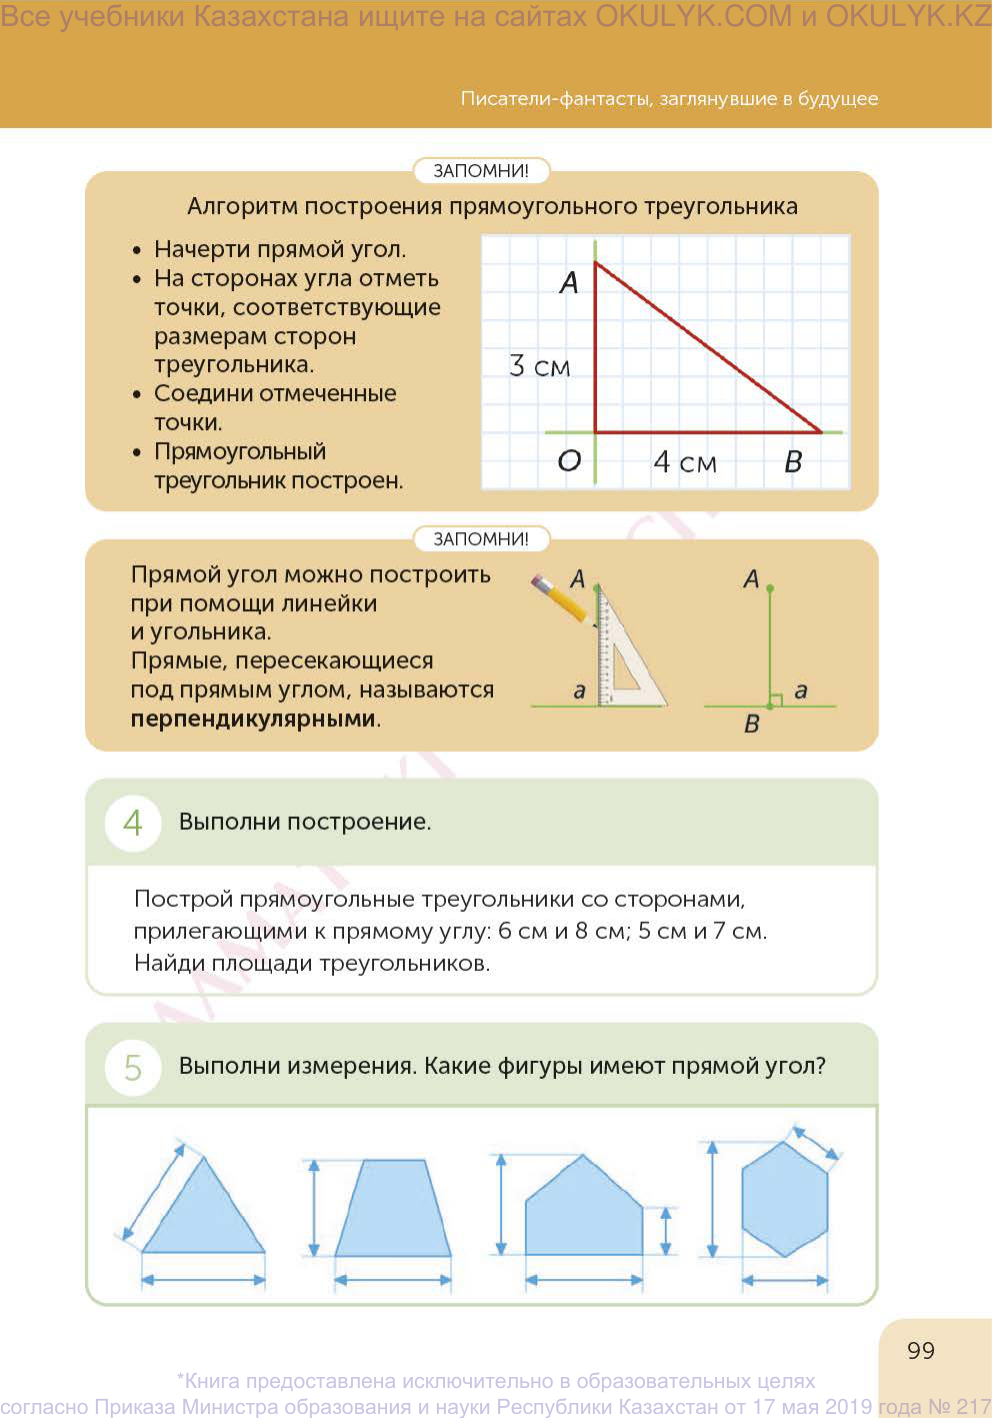 Все учебники Казахстана ищите на сайтах OKULYK.COM и OKULYK.KZ
Писатели-фантасты, заглянувшие в будущее
ЗАПОМНИ!
Алгоритм построения прямоугольного треугольника
• Начерти прямой угол.
• На сторонах угла отметь
точки, соответствующие
размерам сторон
треугольника.
• Соедини отмеченные
точки.
• Прямоугольный
треугольник построен.
A
3 см
O
4 см
B
ЗАПОМНИ!
Прямой угол можно построить
при помощи линейки
и угольника.
Прямые, пересекающиеся
под прямым углом, называются
перпендикулярными.
A
a
A
a
B
4
Выполни построение.
Построй прямоугольные треугольники со сторонами,
прилегающими к прямому углу: 6 см и 8 см; 5 см и 7 см.
Найди площади треугольников.
5
Выполни измерения. Какие фигуры имеют прямой угол?
99
*Книга предоставлена исключительно в образовательных целях
согласно Приказа Министра образования и науки Республики Казахстан от 17 мая 2019 года № 217